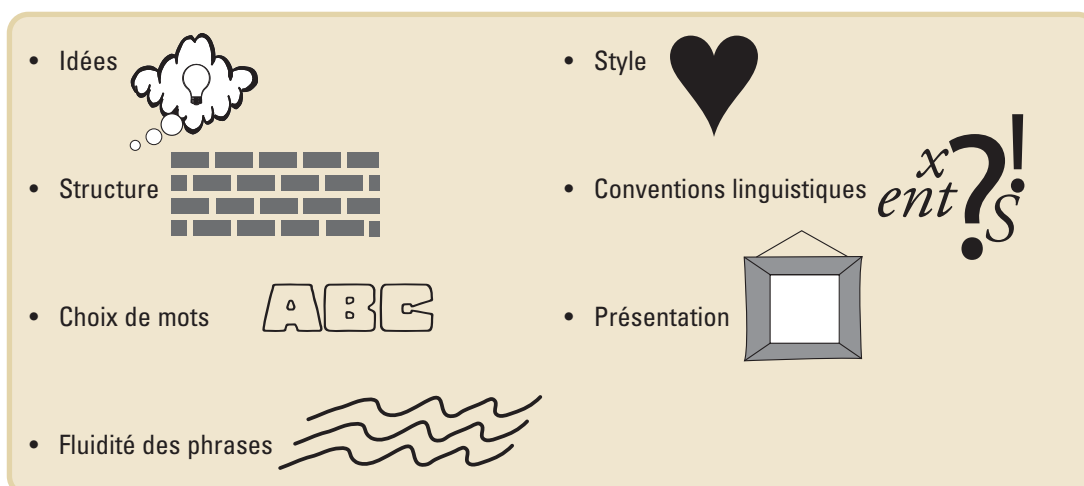 • Idées
• Structure
• Choix de mots
ABC
• Fluidité des phrases
• Style
• Conventions linguistiques
x
ent?!S
• Présentation